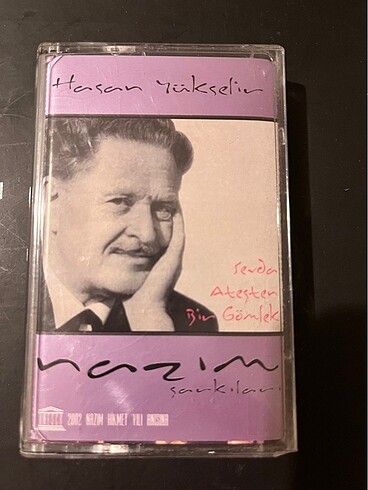 Hasan Yükselir
Sevda
Ateşten
Bir Gömlek
nazım
şarkıları
2002 NAZIM HİKMET YILI ANISINA